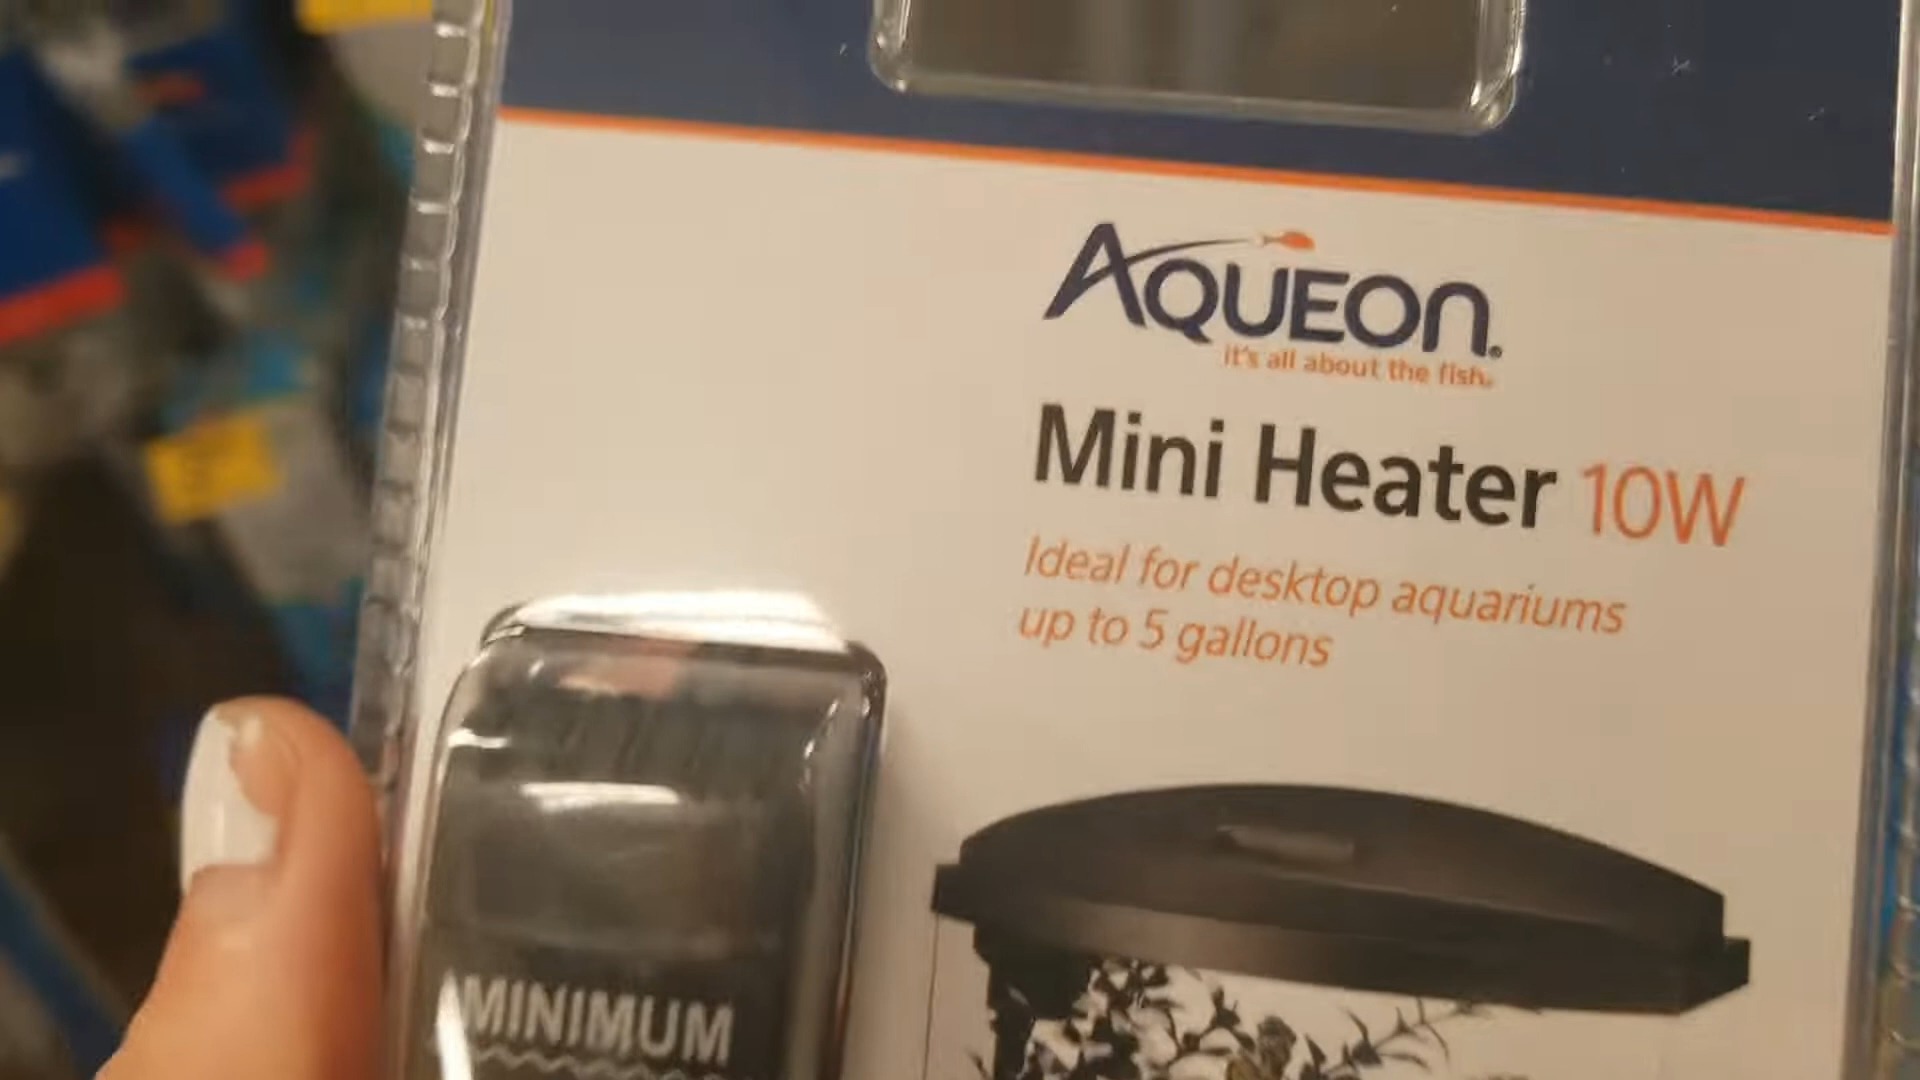 AQUEON®
it's all about the fish®
Mini Heater 10W
Ideal for desktop aquariums
up to 5 gallons
MINIMUM